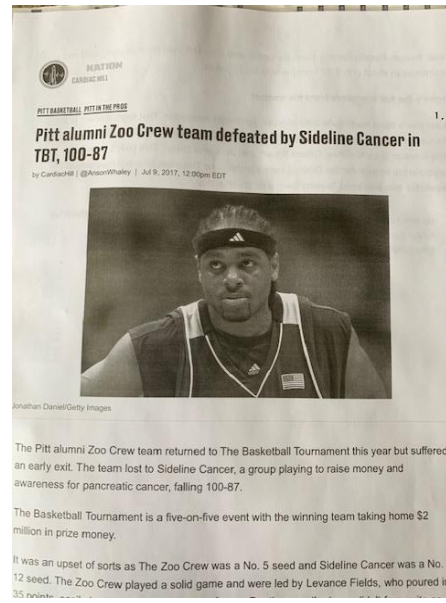 NATION
CARDIAC HILL
PITT BASKETBALL PITT IN THE PROS
1.
Pitt alumni Zoo Crew team defeated by Sideline Cancer in
TBT, 100-87
by CardiacHill | @AnsonWhaley | Jul 9, 2017, 12:00pm EDT
Jonathan Daniel/Getty Images
The Pitt alumni Zoo Crew team returned to The Basketball Tournament this year but suffered
an early exit. The team lost to Sideline Cancer, a group playing to raise money and
awareness for pancreatic cancer, falling 100-87.
The Basketball Tournament is a five-on-five event with the winning team taking home $2
million in prize money.
It was an upset of sorts as The Zoo Crew was a No. 5 seed and Sideline Cancer was a No.
12 seed. The Zoo Crew played a solid game and were led by Levance Fields, who poured in
35 points